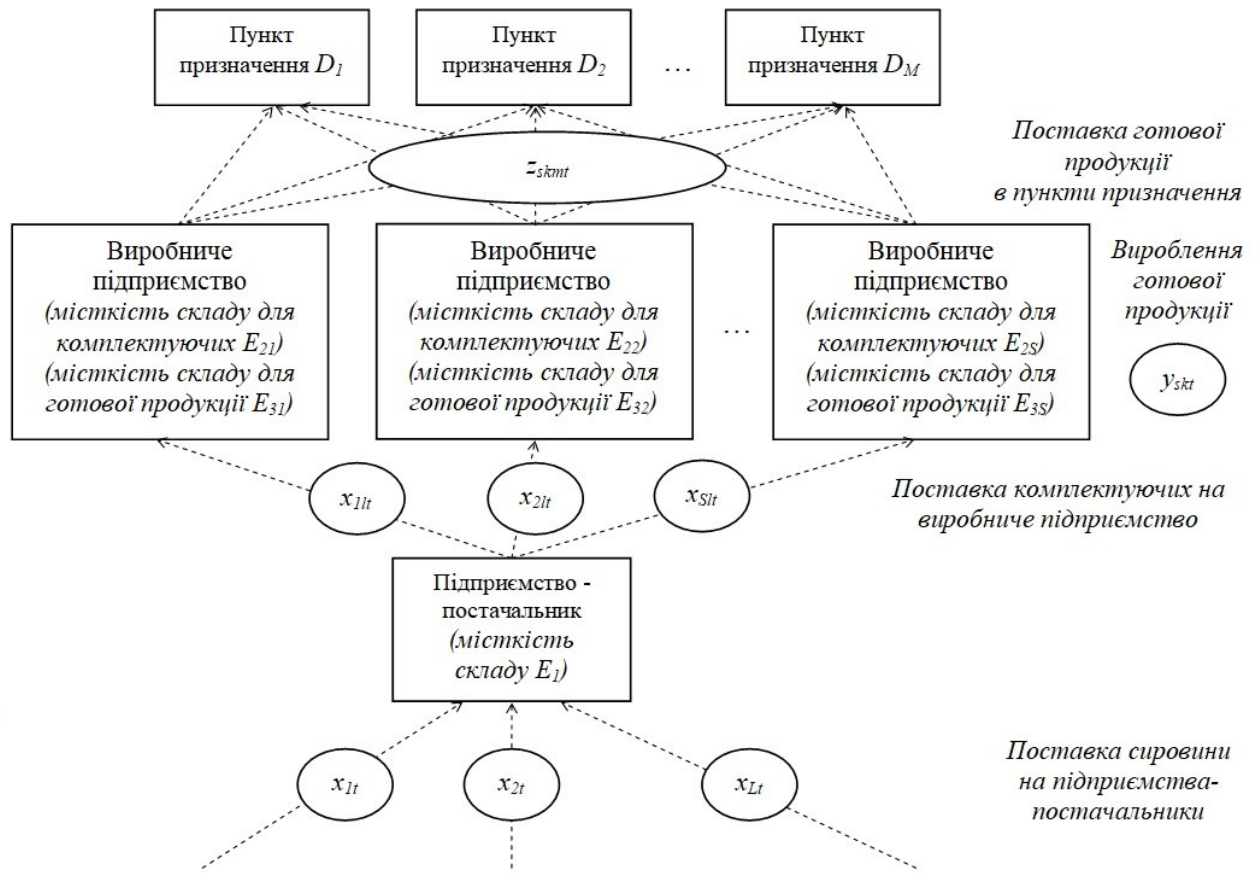 Пункт
призначення D1
Пункт
призначення D2
…
Пункт
призначення DM
Поставка готової
продукції
в пункти призначення
zskmt
Виробниче
підприємство
(місткість складу для
комплектуючих E21)
(місткість складу для
готової продукції E31)
Виробниче
підприємство
(місткість складу для
комплектуючих E22)
(місткість складу для
готової продукції E32)
…
Виробниче
підприємство
(місткість складу для
комплектуючих E2S)
(місткість складу для
готової продукції E3S)
Вироблення
готової
продукції
yskt
x1lt
x2lt
xSlt
Поставка комплектуючих на
виробниче підприємство
Підприємство -
постачальник
(місткість
складу E1)
x1t
x2t
xLt
Поставка сировини
на підприємства-
постачальники